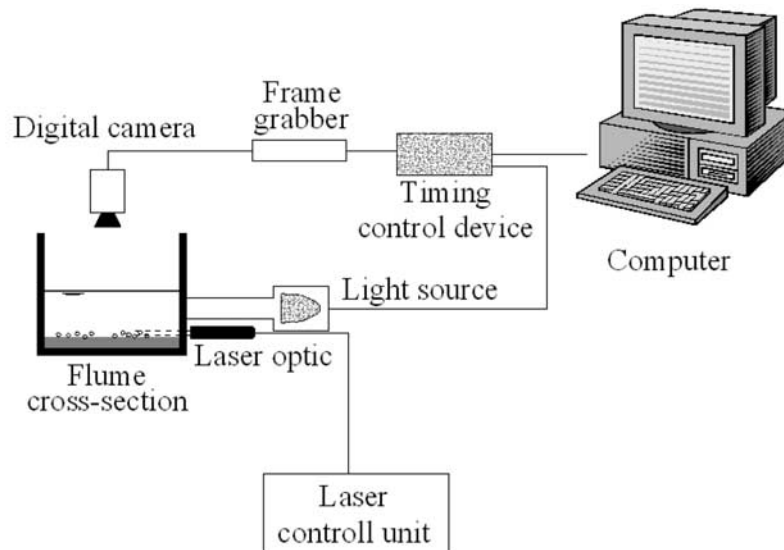 Frame
grabber
Digital camera
Timing
control device
Computer
Light source
Laser optic
Flume
cross-section
Laser
controll unit